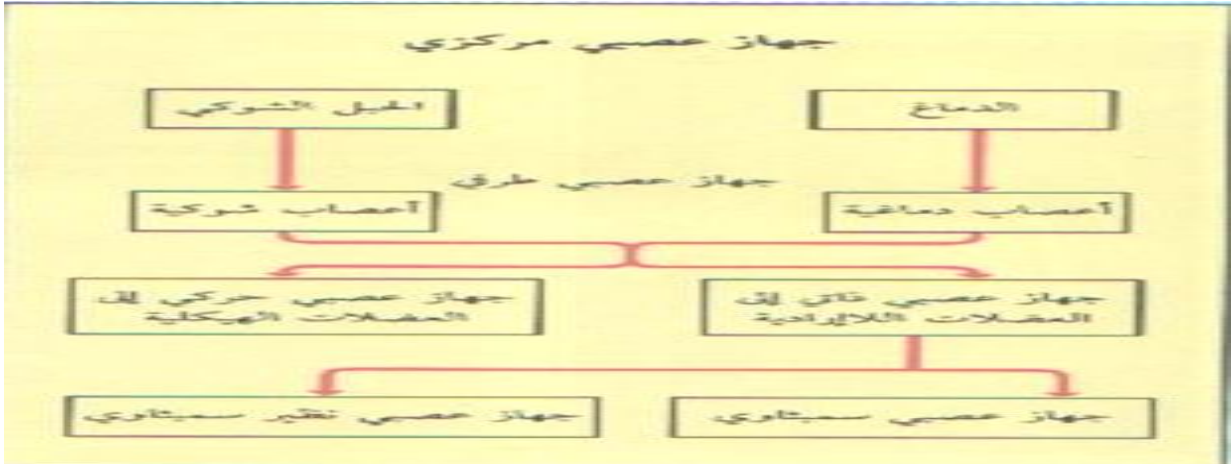 جهاز عصبي مركزي
الدماغ
الحبل الشوكي
جهاز عصبي طرفي
أعصاب دماغية
أعصاب شوكية
جهاز عصبي ذاتي إلى
العضلات اللاإرادية
جهاز عصبي حركي إلى
العضلات الهيكلية
جهاز عصبي سمبثاوي
جهاز عصبي نظير سمبثاوي